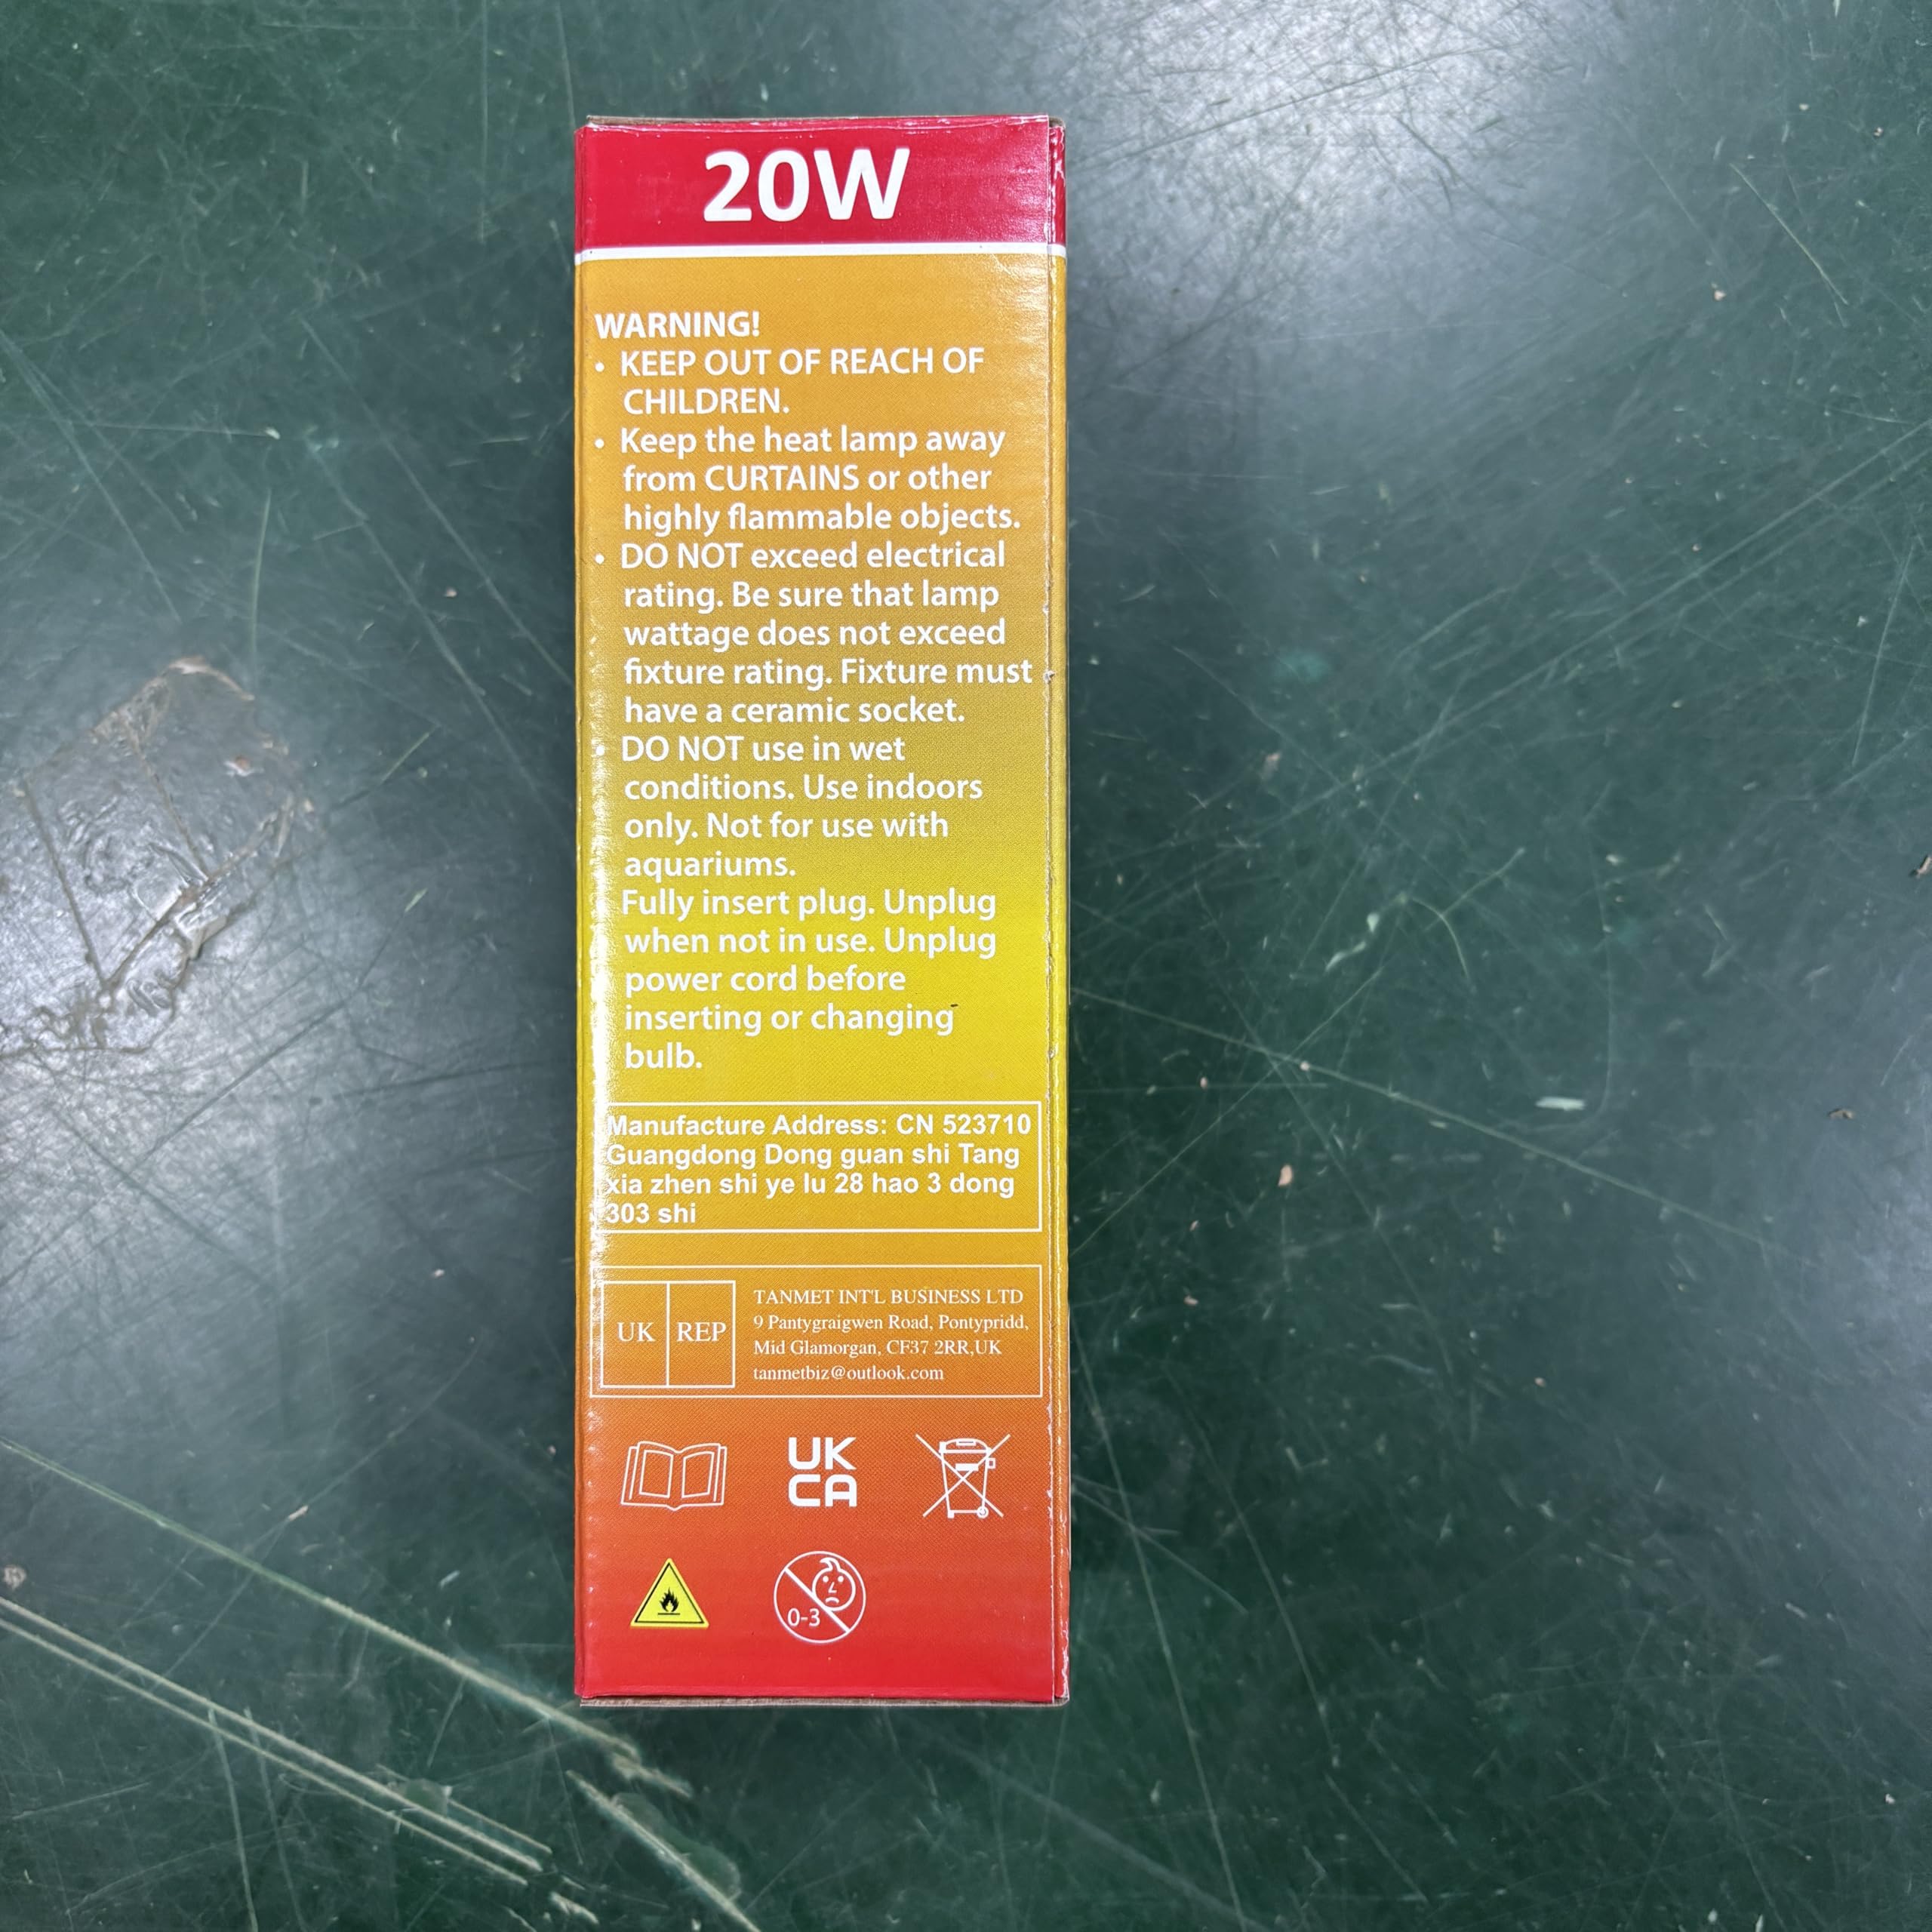 20W
WARNING!
• KEEP OUT OF REACH OF
CHILDREN.
• Keep the heat lamp away
from CURTAINS or other
highly flammable objects.
• DO NOT exceed electrical
rating. Be sure that lamp
wattage does not exceed
fixture rating. Fixture must
have a ceramic socket.
• DO NOT use in wet
conditions. Use indoors
only. Not for use with
aquariums.
Fully insert plug. Unplug
when not in use. Unplug
power cord before
inserting or changing
bulb.
Manufacture Address: CN 523710
Guangdong Dong guan shi Tang
xia zhen shi ye lu 28 hao 3 dong
303 shi
UK REP
TANMET INT'L BUSINESS LTD
9 Pantygraigwen Road, Pontypridd,
Mid Glamorgan, CF37 2RR,UK
tanmetbiz@outlook.com
UK
CA
0-3